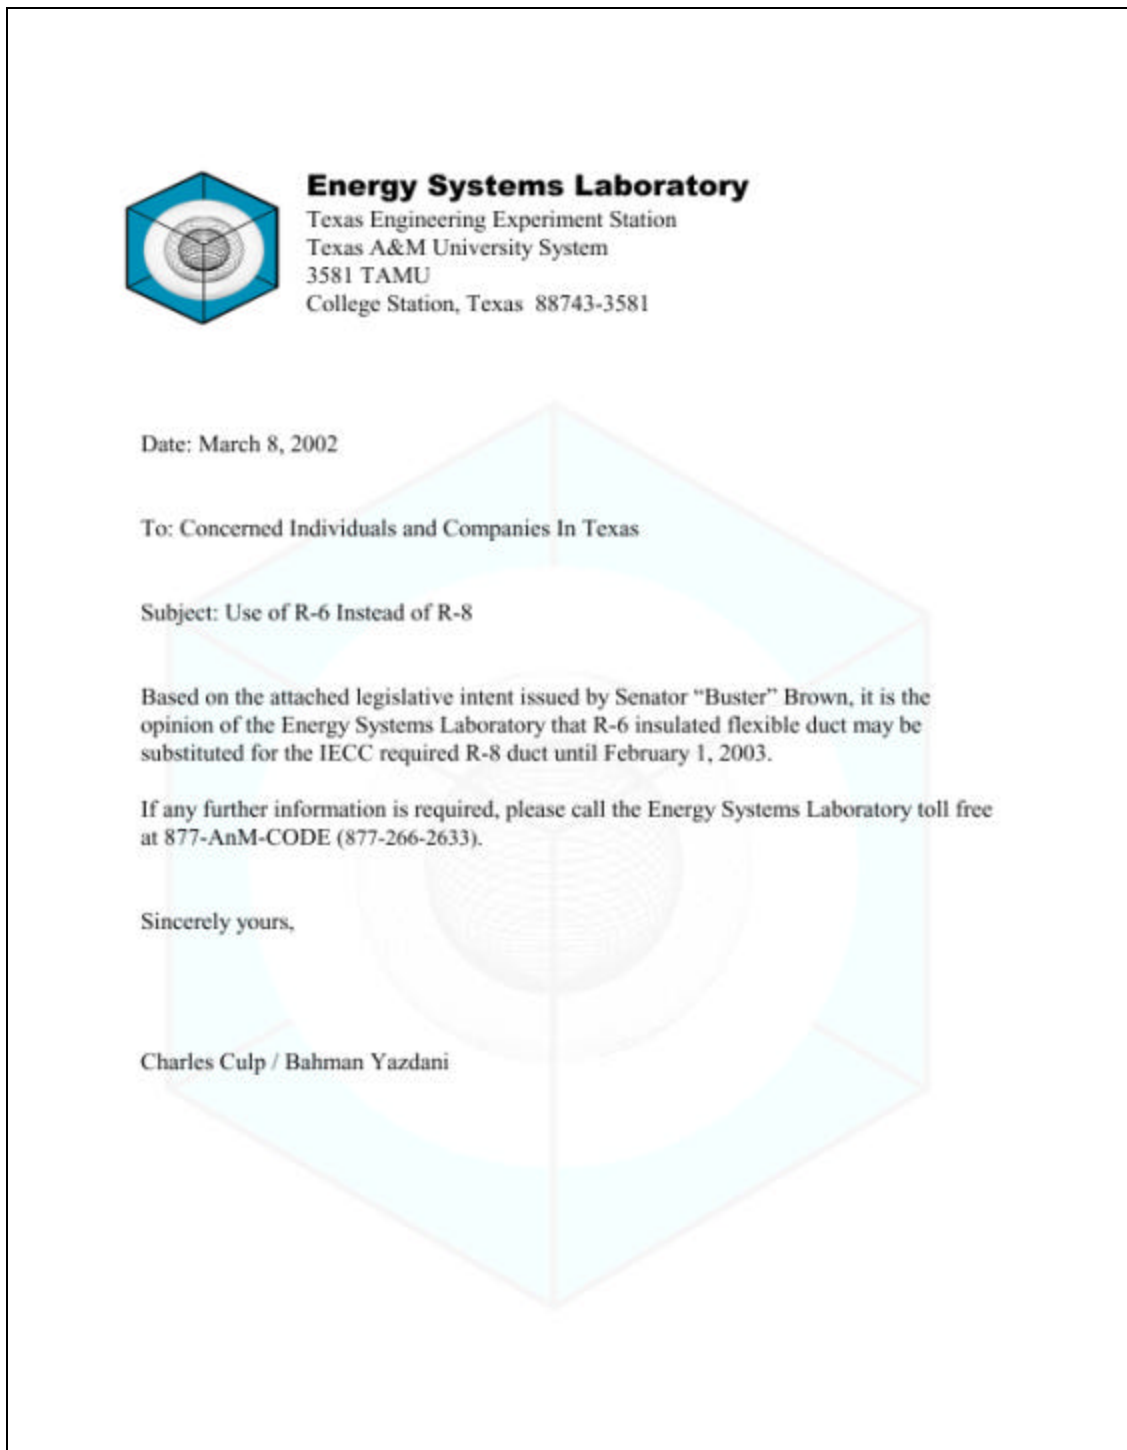 Energy Systems Laboratory
Texas Engineering Experiment Station
Texas A&M University System
3581 TAMU
College Station, Texas  88743-3581
Date: March 8, 2002
To: Concerned Individuals and Companies In Texas
Subject: Use of R-6 Instead of R-8
Based on the attached legislative intent issued by Senator “Buster” Brown, it is the
opinion of the Energy Systems Laboratory that R-6 insulated flexible duct may be
substituted for the IECC required R-8 duct until February 1, 2003.
If any further information is required, please call the Energy Systems Laboratory toll free
at 877-AnM-CODE (877-266-2633).
Sincerely yours,
Charles Culp / Bahman Yazdani